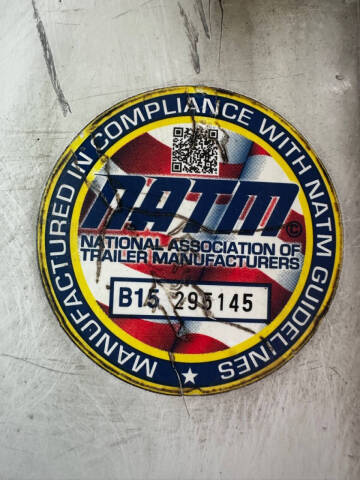 MANUFACTURED IN COMPLIANCE WITH NATM GUIDELINES
NATM ©
NATIONAL ASSOCIATION OF
TRAILER MANUFACTURERS
B15 295145